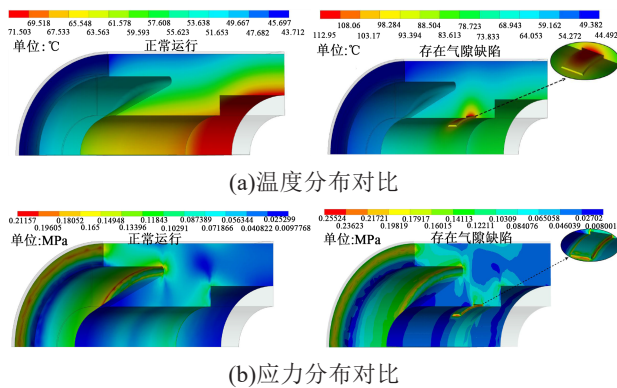 69.518 65.548 61.578 57.608 53.638 49.667 45.697
71.503 67.533 63.563 59.593 55.623 51.653 47.682 43.712
单位:℃ 正常运行
108.06 98.284 88.504 78.723 68.943 59.162 49.382
112.95 103.17 93.394 83.613 73.833 64.053 54.272 44.492
单位:℃ 存在气隙缺陷
(a)温度分布对比
0.21157 0.18052 0.14948 0.11843 0.087389 0.056344 0.025299
0.19605 0.165 0.13396 0.10291 0.071866 0.040822 0.0097768
单位:MPa 正常运行
0.25524 0.21721 0.17917 0.14113 0.10309 0.065058 0.02702
0.23623 0.19819 0.16015 0.12211 0.084076 0.046039 0.008001
单位:MPa 存在气隙缺陷
(b)应力分布对比